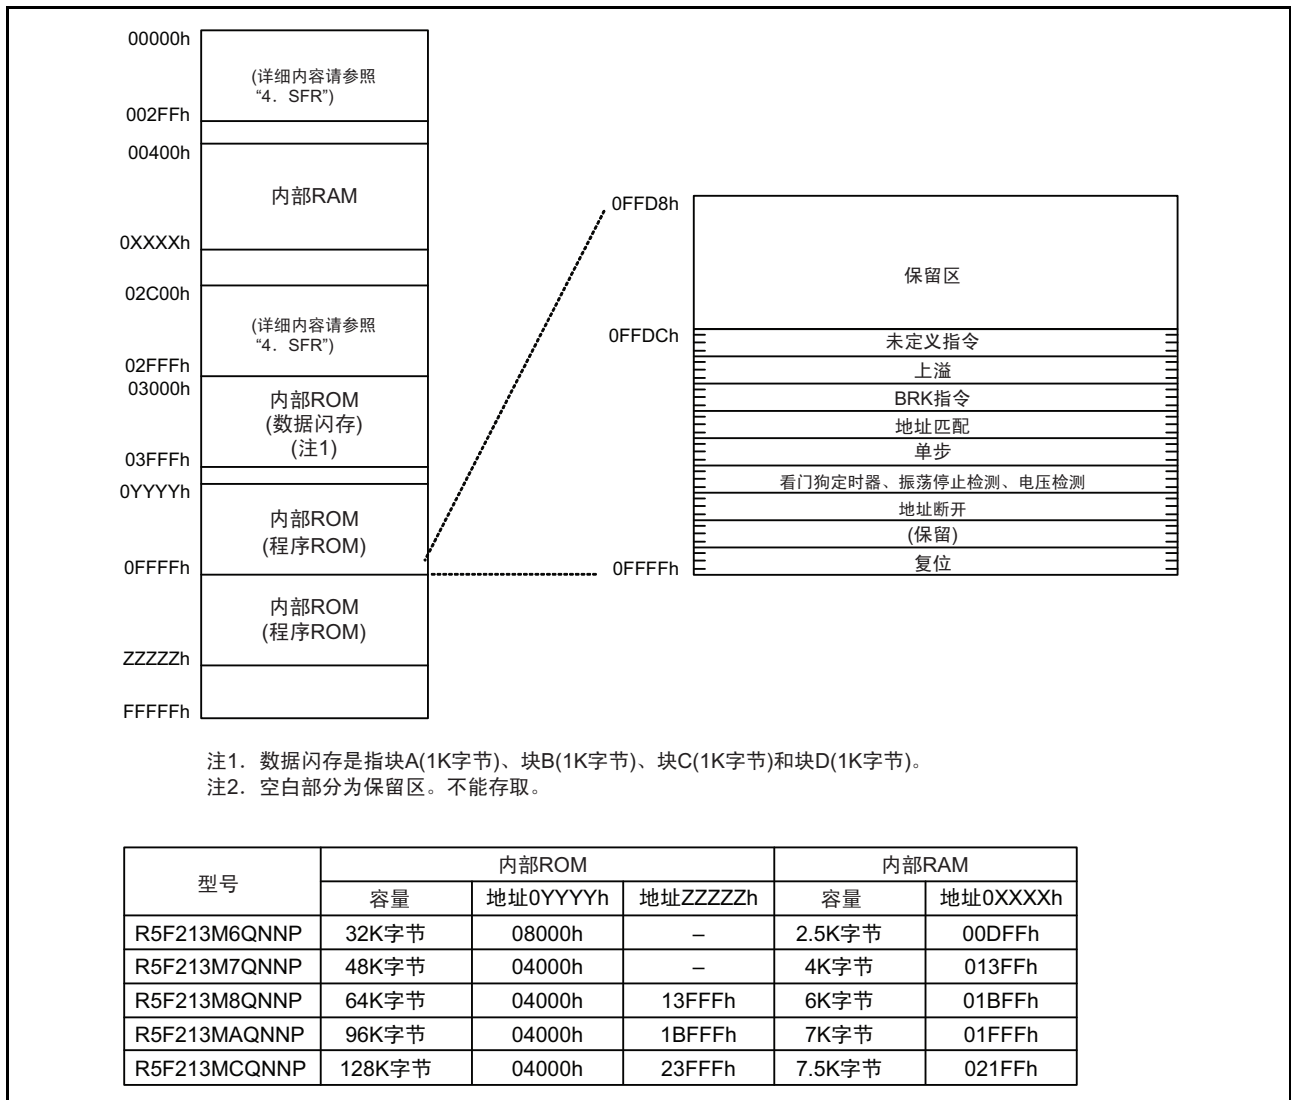 00000h
(详细内容请参照
“4．SFR”)
002FFh
00400h
内部RAM
0XXXXh
02C00h
(详细内容请参照
“4．SFR”)
02FFFh
03000h
内部ROM
(数据闪存)
(注1)
03FFFh
0YYYYh
内部ROM
(程序ROM)
0FFFFh
内部ROM
(程序ROM)
ZZZZZh
FFFFFh
0FFD8h
保留区
0FFDCh
未定义指令
上溢
BRK指令
地址匹配
单步
看门狗定时器、振荡停止检测、电压检测
地址断开
(保留)
0FFFFh
复位
注1．数据闪存是指块A(1K字节)、块B(1K字节)、块C(1K字节)和块D(1K字节)。
注2．空白部分为保留区。不能存取。
型号 内部ROM 内部RAM
容量 地址0YYYYh 地址ZZZZZh 容量 地址0XXXXh
R5F213M6QNNP 32K字节 08000h – 2.5K字节 00DFFh
R5F213M7QNNP 48K字节 04000h – 4K字节 013FFh
R5F213M8QNNP 64K字节 04000h 13FFFh 6K字节 01BFFh
R5F213MAQNNP 96K字节 04000h 1BFFFh 7K字节 01FFFh
R5F213MCQNNP 128K字节 04000h 23FFFh 7.5K字节 021FFh